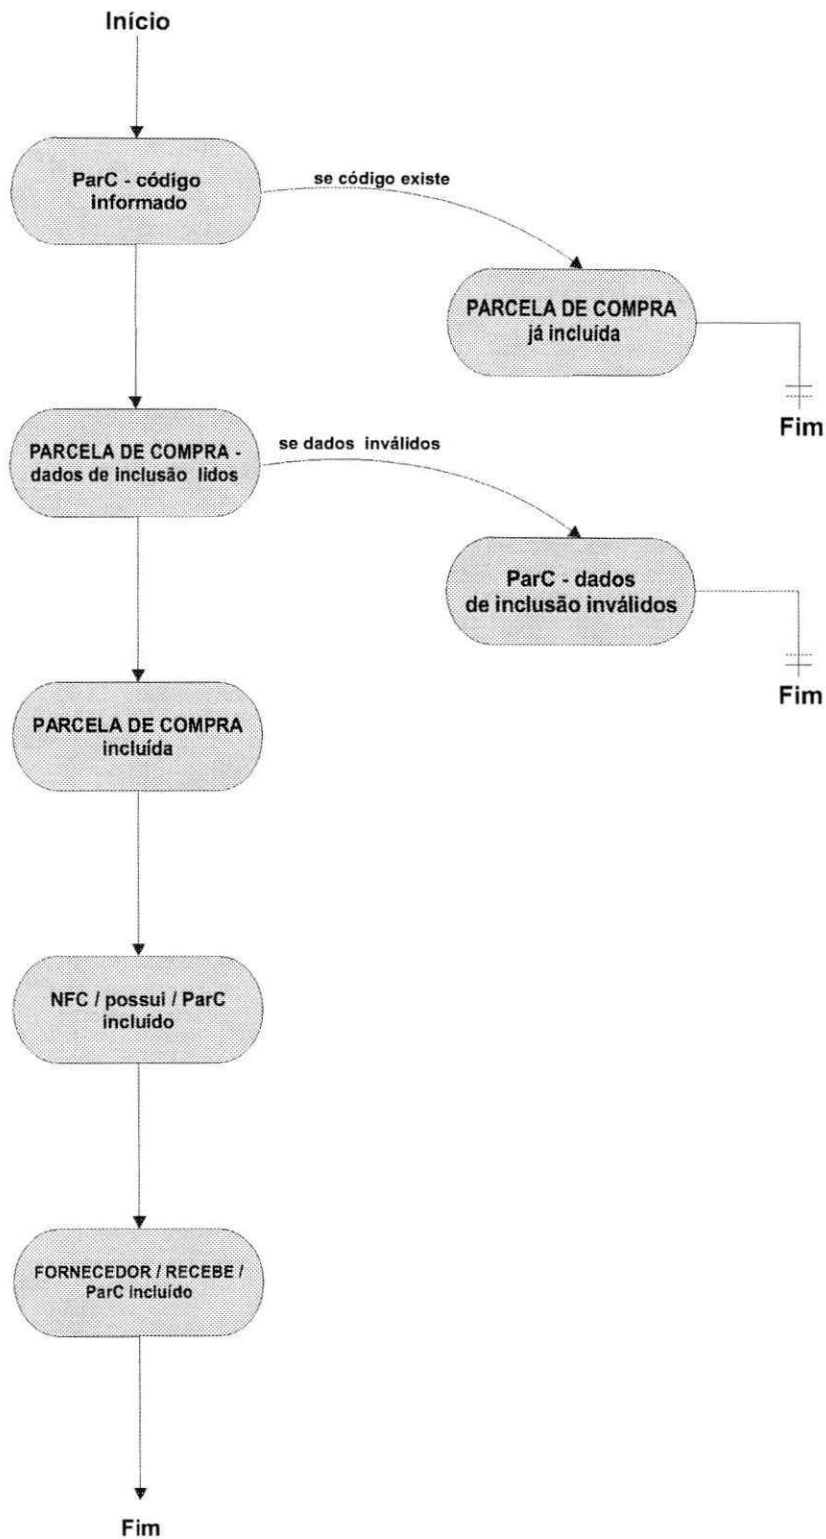 Início
ParC - código
informado
se código existe
PARCELA DE COMPRA
já incluída
Fim
PARCELA DE COMPRA -
dados de inclusão lidos
se dados inválidos
ParC - dados
de inclusão inválidos
Fim
PARCELA DE COMPRA
incluída
NFC / possui / ParC
incluído
FORNECEDOR / RECEBE /
ParC incluído
Fim